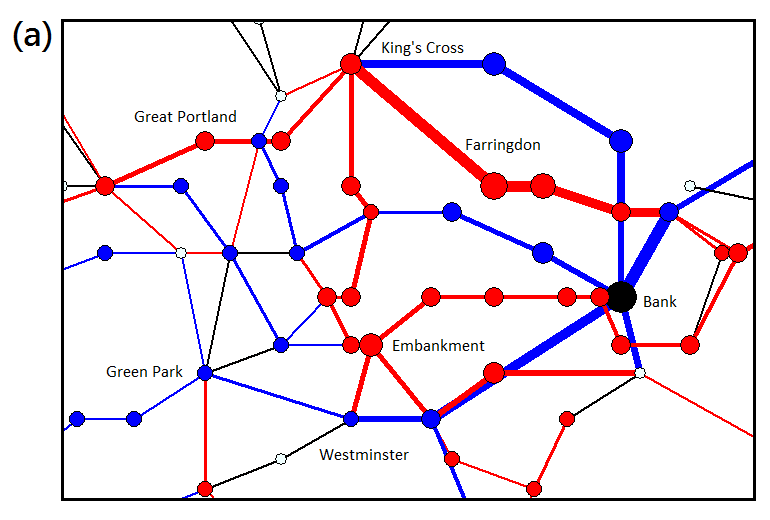 (a)
King's Cross
Great Portland
Farringdon
Bank
Embankment
Green Park
Westminster